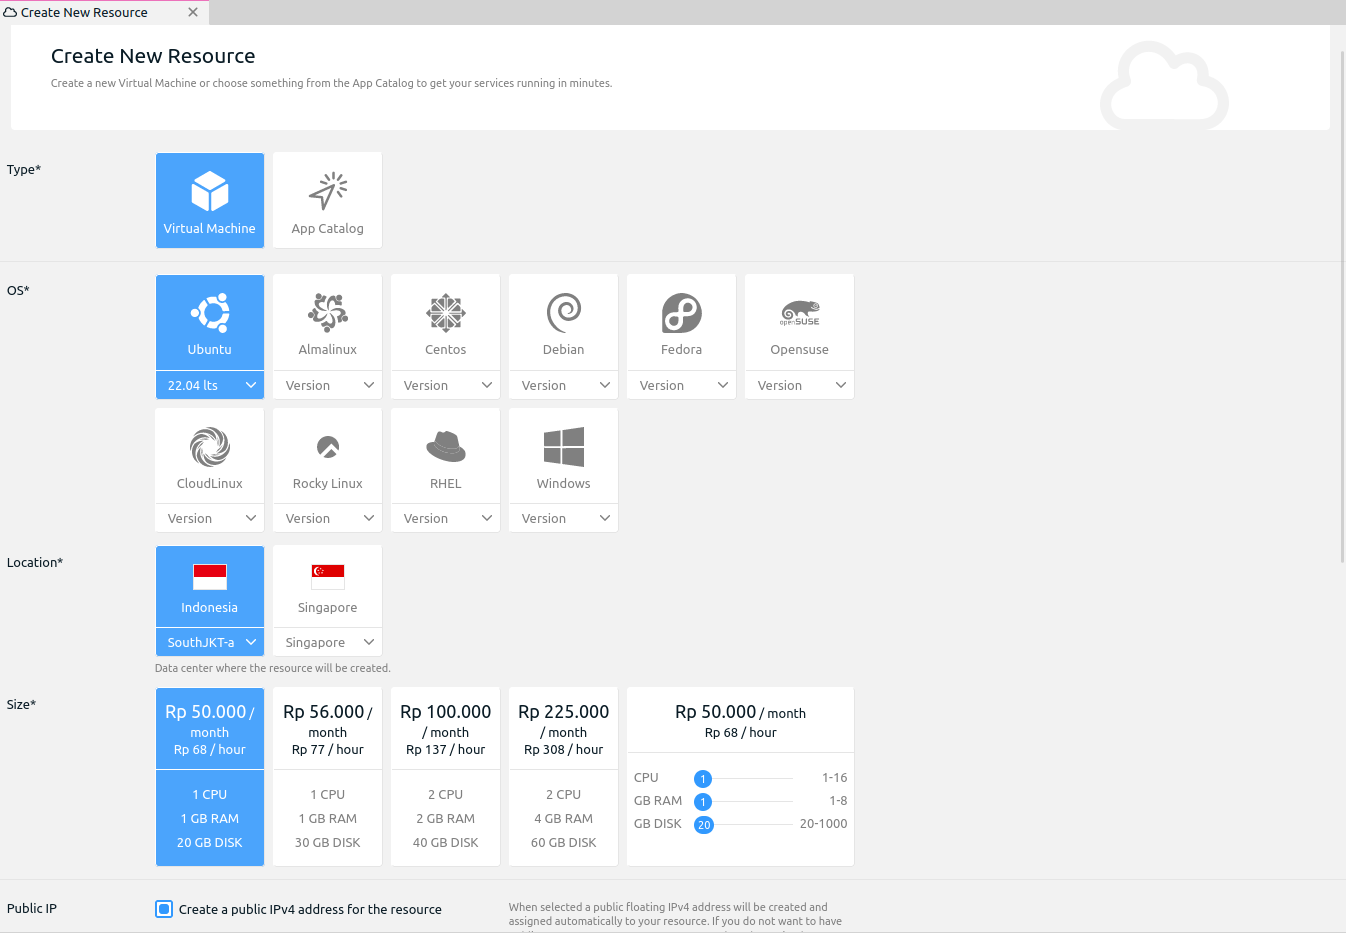 Create New Resource
Create New Resource
Create a new Virtual Machine or choose something from the App Catalog to get your services running in minutes.
Type*
Virtual Machine
App Catalog
OS*
Ubuntu
Almalinux
Centos
Debian
Fedora
openSUSE
Opensuse
22.04 lts
Version
Version
Version
Version
Version
CloudLinux
Rocky Linux
RHEL
Windows
Version
Version
Version
Version
Location*
Indonesia
Singapore
SouthJKT-a
Singapore
Data center where the resource will be created.
Size*
Rp 50.000 /
month
Rp 68 / hour
1 CPU
1 GB RAM
20 GB DISK
Rp 56.000 /
month
Rp 77 / hour
1 CPU
1 GB RAM
30 GB DISK
Rp 100.000
/ month
Rp 137 / hour
2 CPU
2 GB RAM
40 GB DISK
Rp 225.000
/ month
Rp 308 / hour
2 CPU
4 GB RAM
60 GB DISK
Rp 50.000 / month
Rp 68 / hour
CPU 1 1-16
GB RAM 1 1-8
GB DISK 20 20-1000
Public IP
Create a public IPv4 address for the resource
When selected a public floating IPv4 address will be created and
assigned automatically to your resource. If you do not want to have